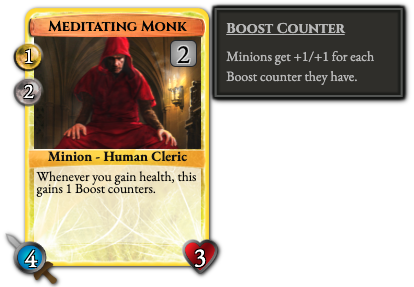 Meditating Monk
1
2
2
Minion - Human Cleric
Whenever you gain health, this
gains 1 Boost counters.
4
3
Boost Counter
Minions get +1/+1 for each
Boost counter they have.